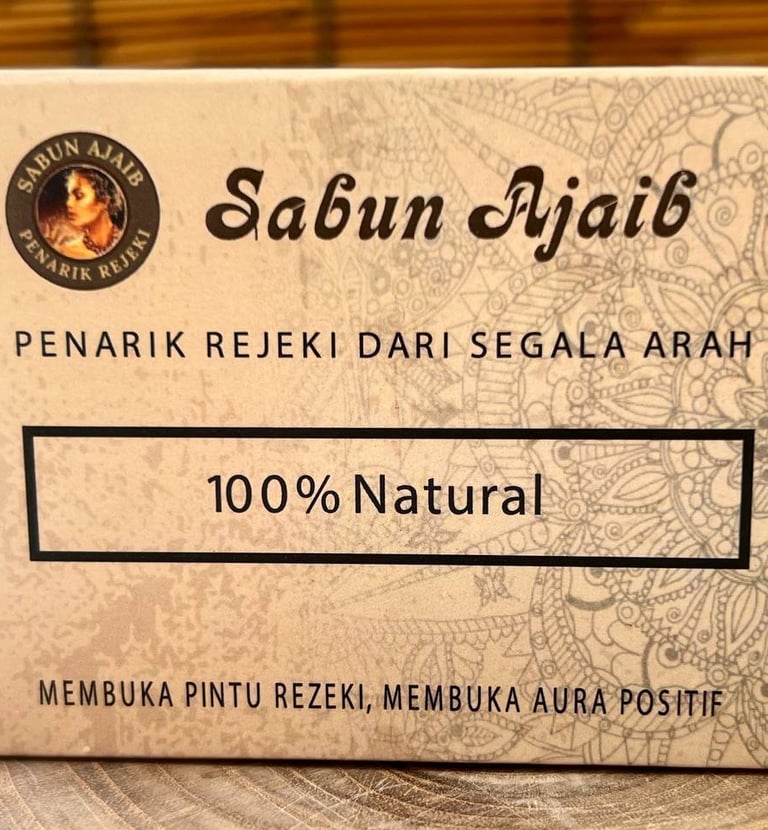 SABUN AJAIB
PENARIK REJEKI
Sabun Ajaib
PENARIK REJEKI DARI SEGALA ARAH
100% Natural
MEMBUKA PINTU REZEKI, MEMBUKA AURA POSITIF